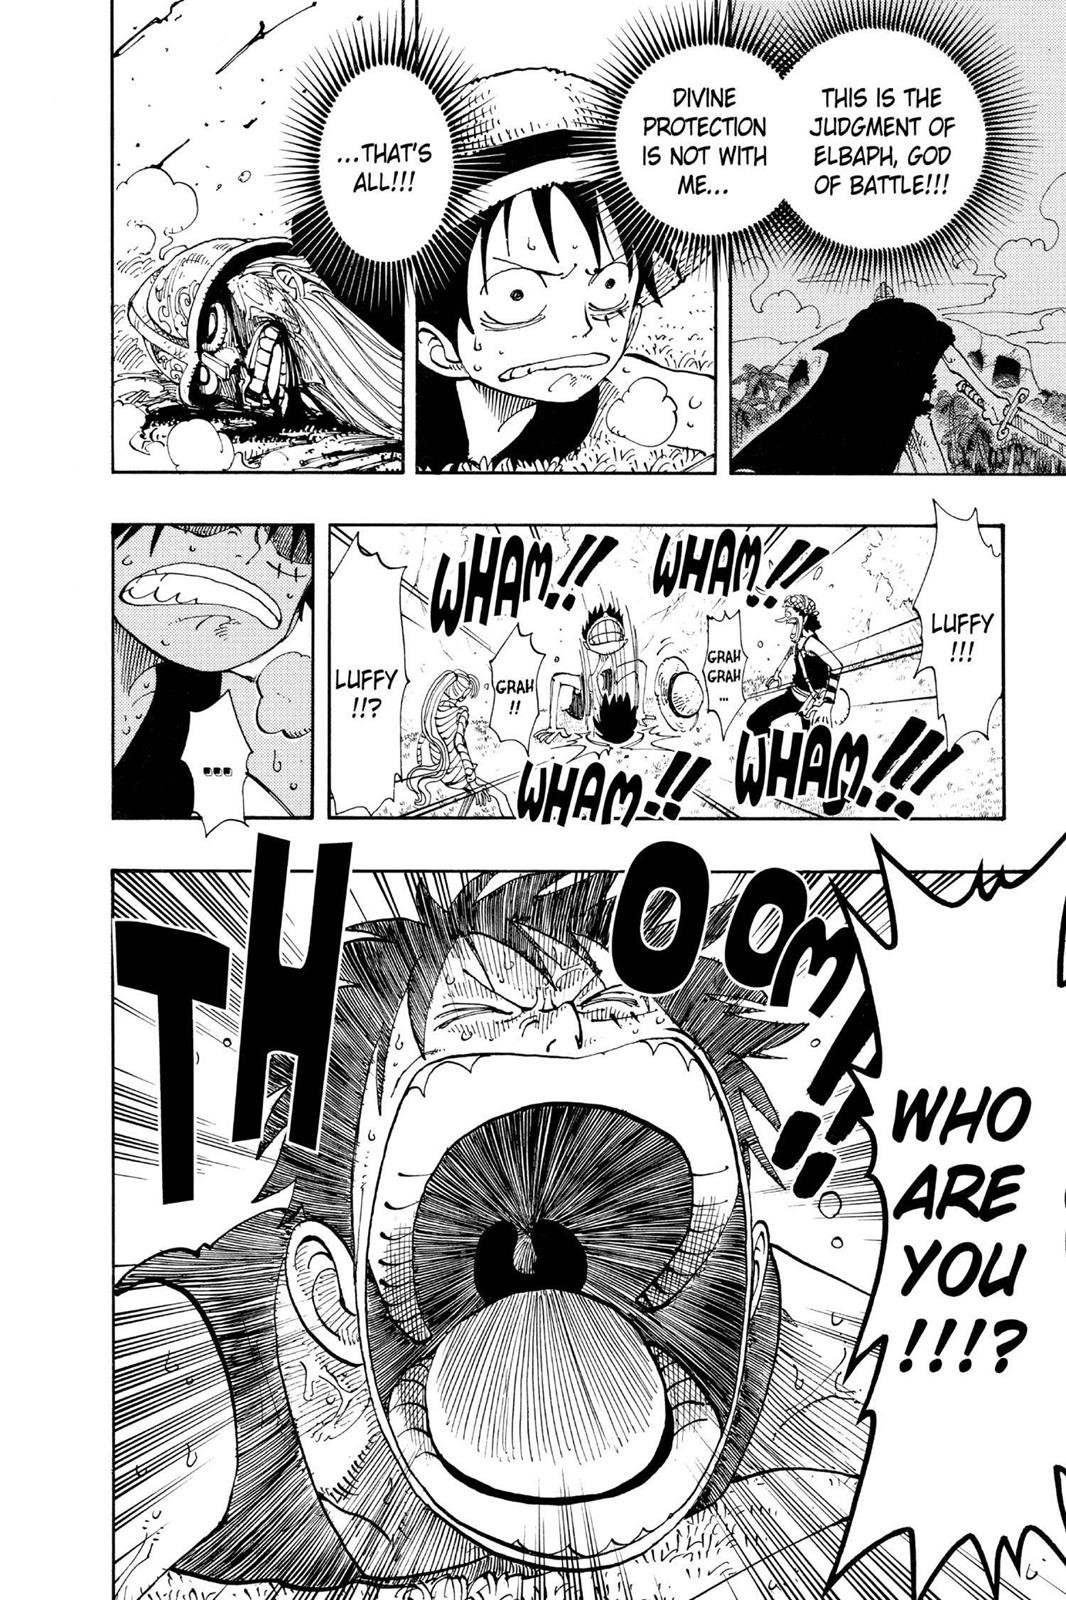 THIS IS THE
JUDGMENT OF
ELBAPH, GOD
OF BATTLE!!!
DIVINE
PROTECTION
IS NOT WITH
ME...
...THAT'S
ALL!!!
LUFFY
!!!
WHAM!!
GRAH
GRAH
...
WHAM!!!
WHAM!!
GRAH
!!
WHAM!!
LUFFY
!!?
...
WHO
ARE
YOU
!!!?
THOOM!!